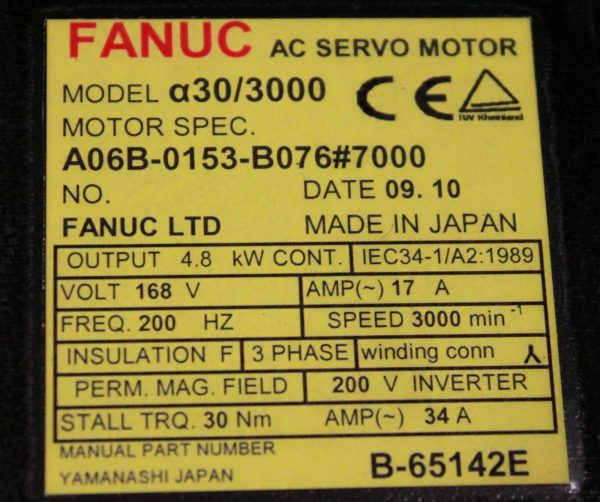 FANUC AC SERVO MOTOR
MODEL α30/3000
CE
TUV Rheinland
MOTOR SPEC.
A06B-0153-B076#7000
NO. DATE 09. 10
FANUC LTD MADE IN JAPAN
OUTPUT 4.8 kW CONT. IEC34-1/A2:1989
VOLT 168 V AMP(~) 17 A
FREQ. 200 HZ SPEED 3000 min⁻¹
INSULATION F 3 PHASE winding conn
PERM. MAG. FIELD 200 V INVERTER
STALL TRQ. 30 Nm AMP(~) 34 A
MANUAL PART NUMBER
YAMANASHI JAPAN B-65142E